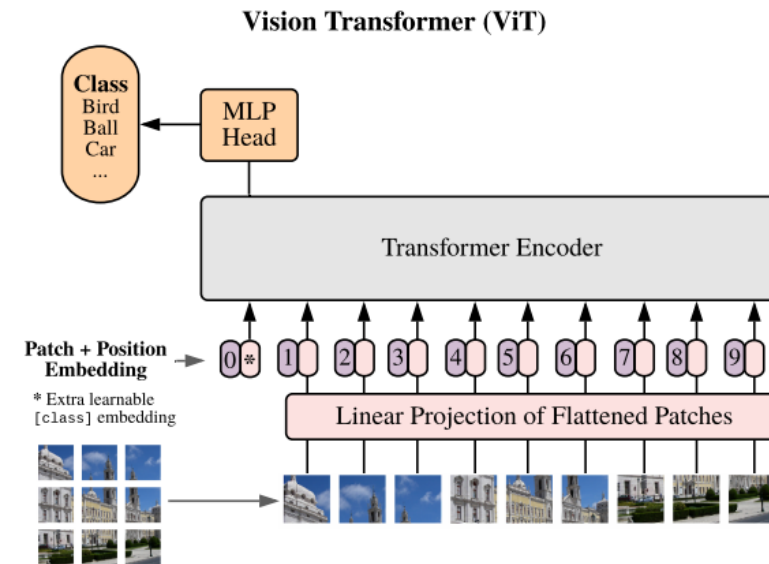 Vision Transformer (ViT)
Class
Bird
Ball
Car
...
MLP
Head
Transformer Encoder
Patch + Position
Embedding
0 * 1 2 3 4 5 6 7 8 9
* Extra learnable
[class] embedding
Linear Projection of Flattened Patches